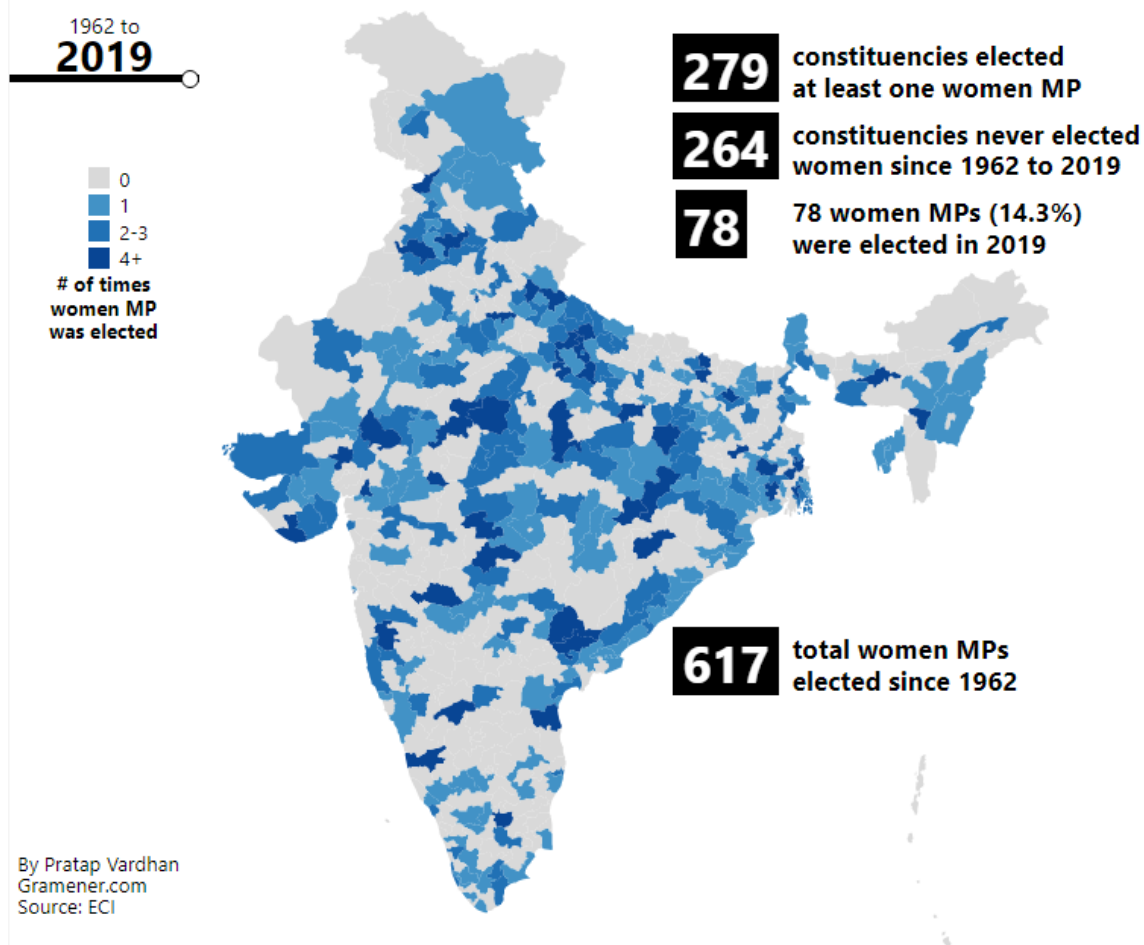 1962 to
2019
0
1
2-3
4+
# of times
women MP
was elected
279
constituencies elected
at least one women MP
264
constituencies never elected
women since 1962 to 2019
78
78 women MPs (14.3%)
were elected in 2019
617
total women MPs
elected since 1962
By Pratap Vardhan
Gramener.com
Source: ECI